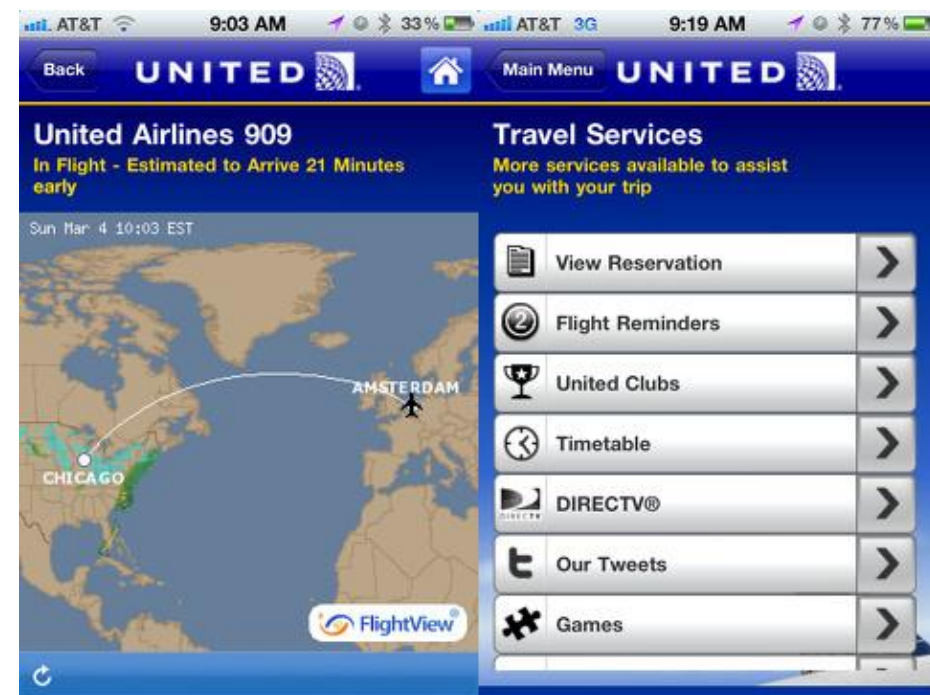 AT&T 9:03 AM 33%
Back UNITED
United Airlines 909
In Flight - Estimated to Arrive 21 Minutes
early
Sun Mar 4 10:03 EST
AMSTERDAM
CHICAGO
FlightView®
AT&T 3G 9:19 AM 77%
Main Menu UNITED
Travel Services
More services available to assist
you with your trip
View Reservation
2 Flight Reminders
United Clubs
Timetable
DIRECTV DIRECTV®
t Our Tweets
Games